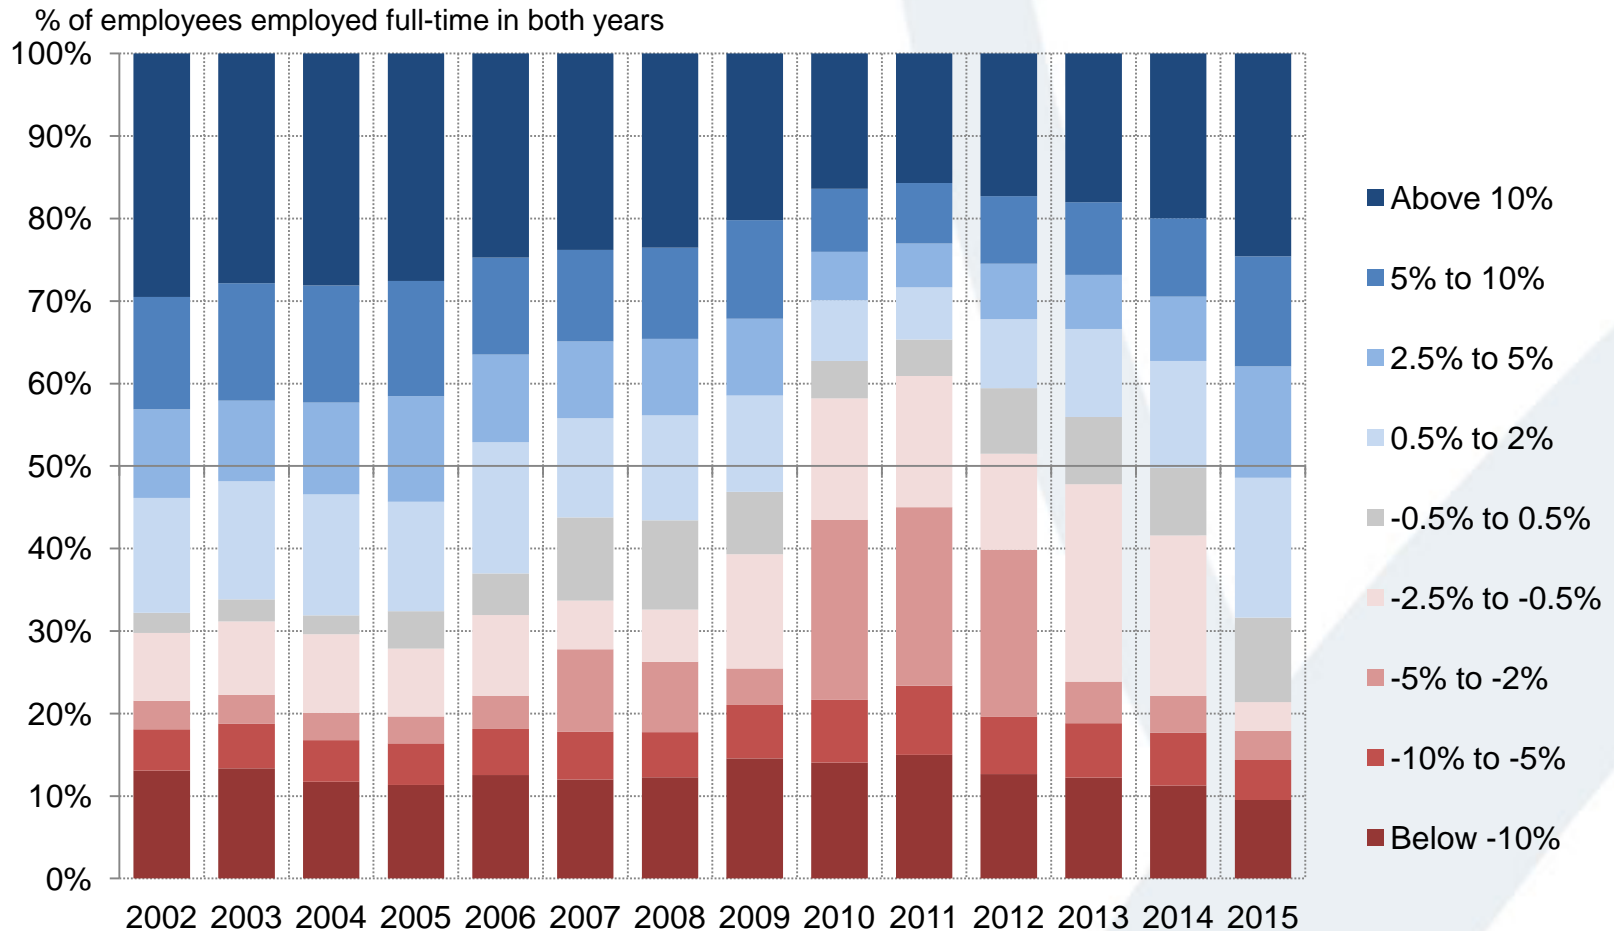 % of employees employed full-time in both years
100%
90%
80%
70%
60%
50%
40%
30%
20%
10%
0%
2002 2003 2004 2005 2006 2007 2008 2009 2010 2011 2012 2013 2014 2015
Above 10%
5% to 10%
2.5% to 5%
0.5% to 2%
-0.5% to 0.5%
-2.5% to -0.5%
-5% to -2%
-10% to -5%
Below -10%